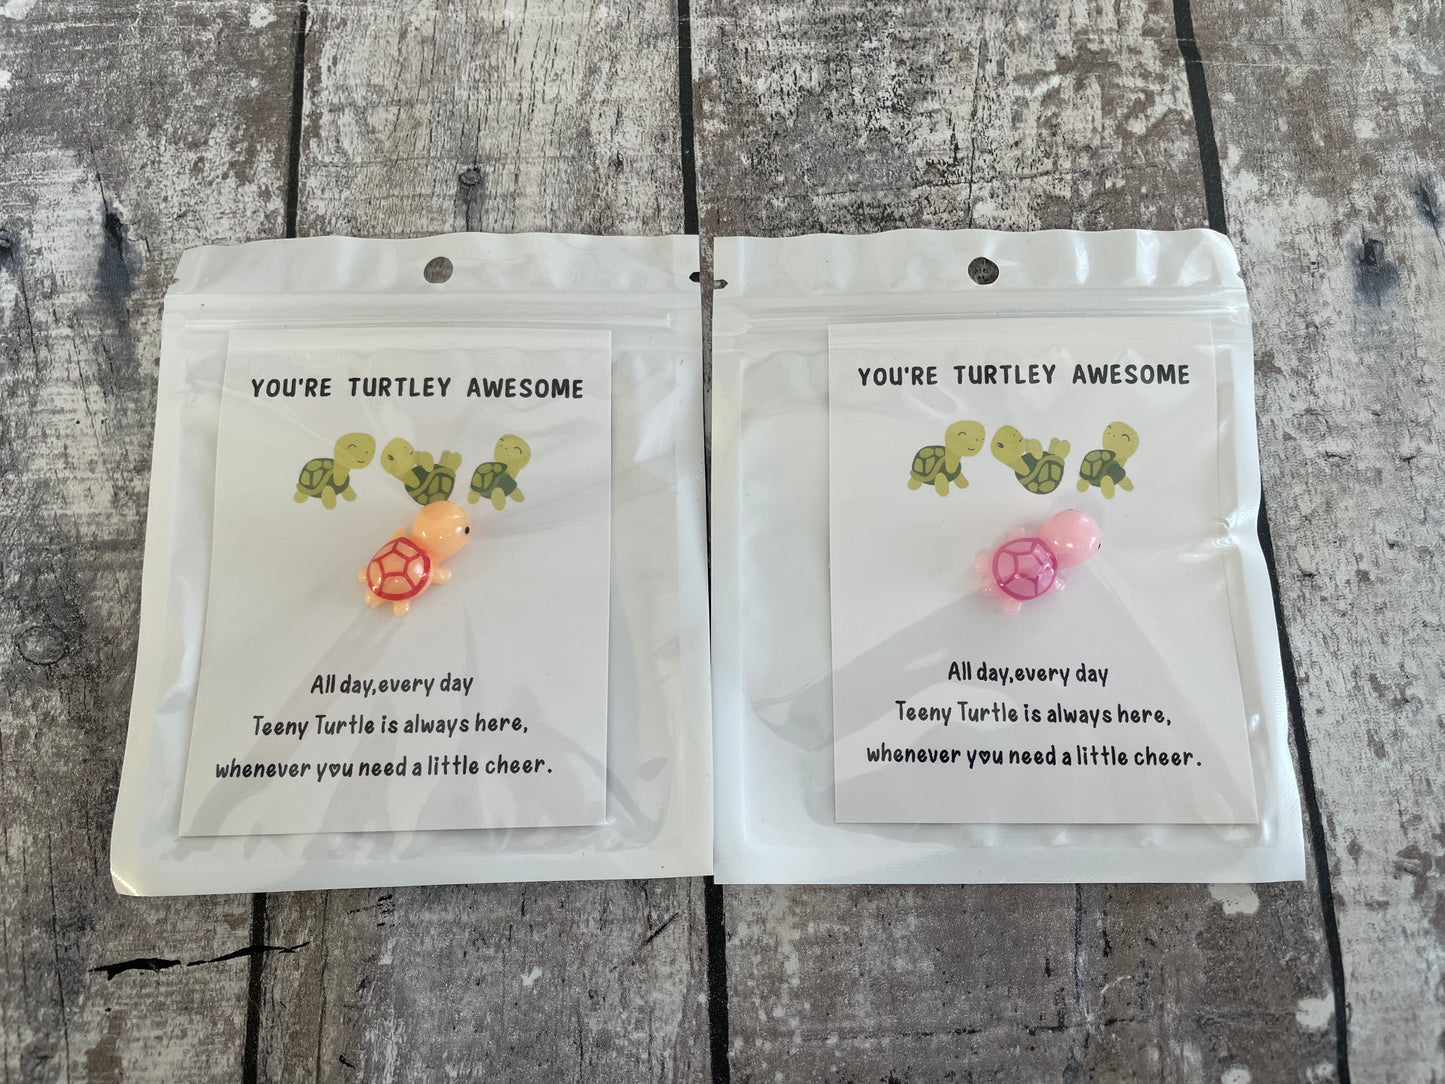 YOU'RE TURTLEY AWESOME
All day,every day
Teeny Turtle is always here,
whenever you need a little cheer.
YOU'RE TURTLEY AWESOME
All day,every day
Teeny Turtle is always here,
whenever you need a little cheer.